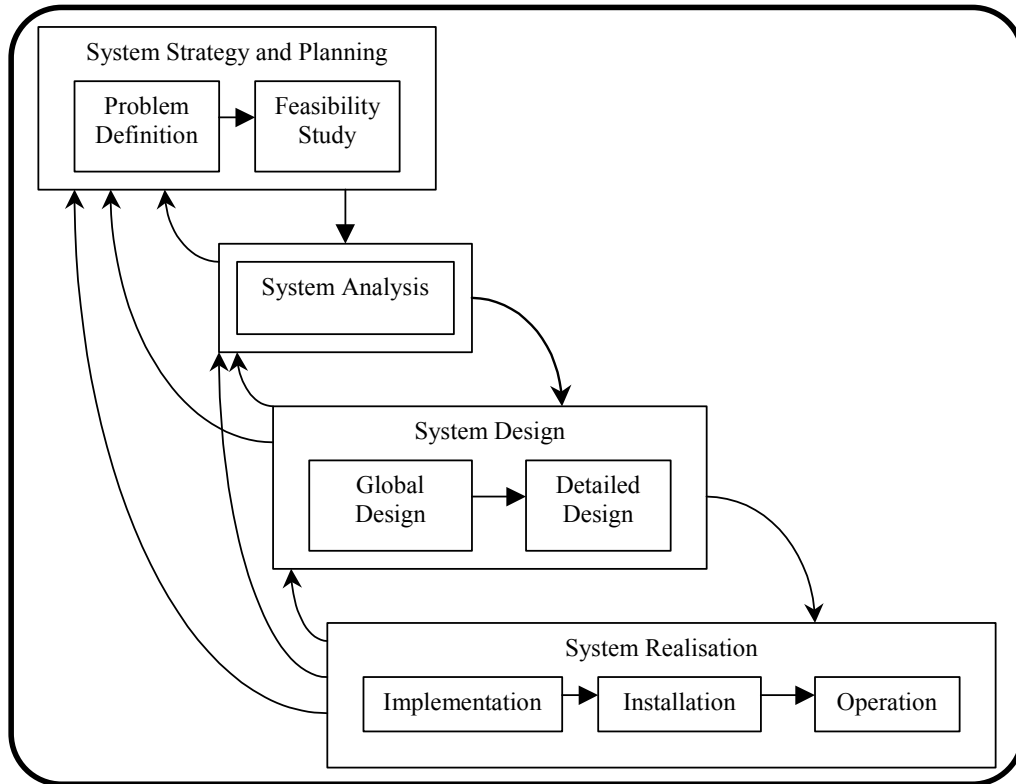 System Strategy and Planning
Problem
Definition
Feasibility
Study
System Analysis
System Design
Global
Design
Detailed
Design
System Realisation
Implementation
Installation
Operation